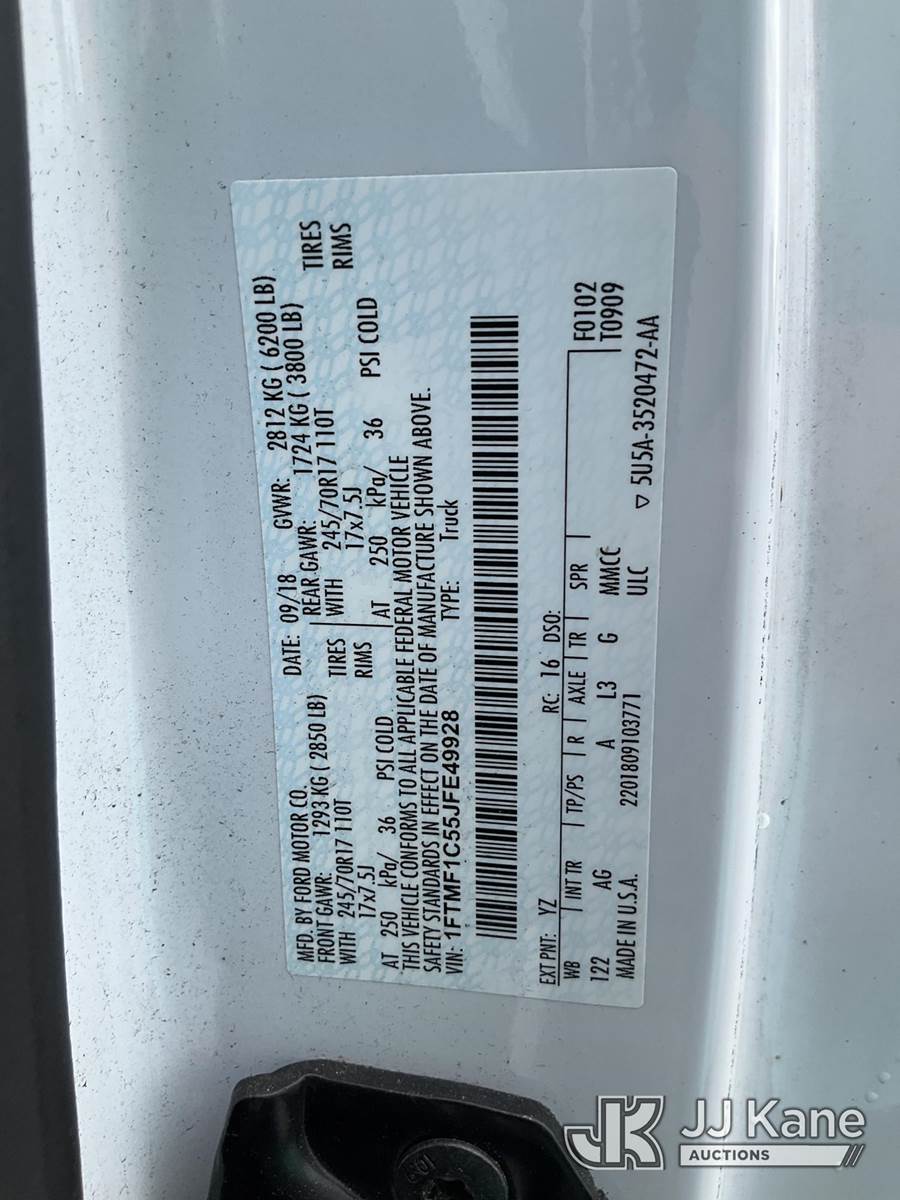 MFD. BY FORD MOTOR CO.
DATE: 09/18 GVWR: 2812 KG ( 6200 LB)
FRONT GAWR: 1293 KG ( 2850 LB) REAR GAWR: 1724 KG ( 3800 LB)
WITH 245/70R17 110T TIRES WITH 245/70R17 110T TIRES
17x7.5J RIMS 17x7.5J RIMS
AT 250 kPa/ 36 PSI COLD AT 250 kPa/ 36 PSI COLD
THIS VEHICLE CONFORMS TO ALL APPLICABLE FEDERAL MOTOR VEHICLE
SAFETY STANDARDS IN EFFECT ON THE DATE OF MANUFACTURE SHOWN ABOVE.
VIN: 1FTMF1C55JFE49928 TYPE: Truck
EXT PNT: YZ RC: 16 DSO:
WB INT TR TP/PS R AXLE TR SPR F0102
122 AG A L3 G MMCC T0909
MADE IN U.S.A. 2201809103771 ULC
▽ 5U5A-3520472-AA
JK JJ Kane
AUCTIONS